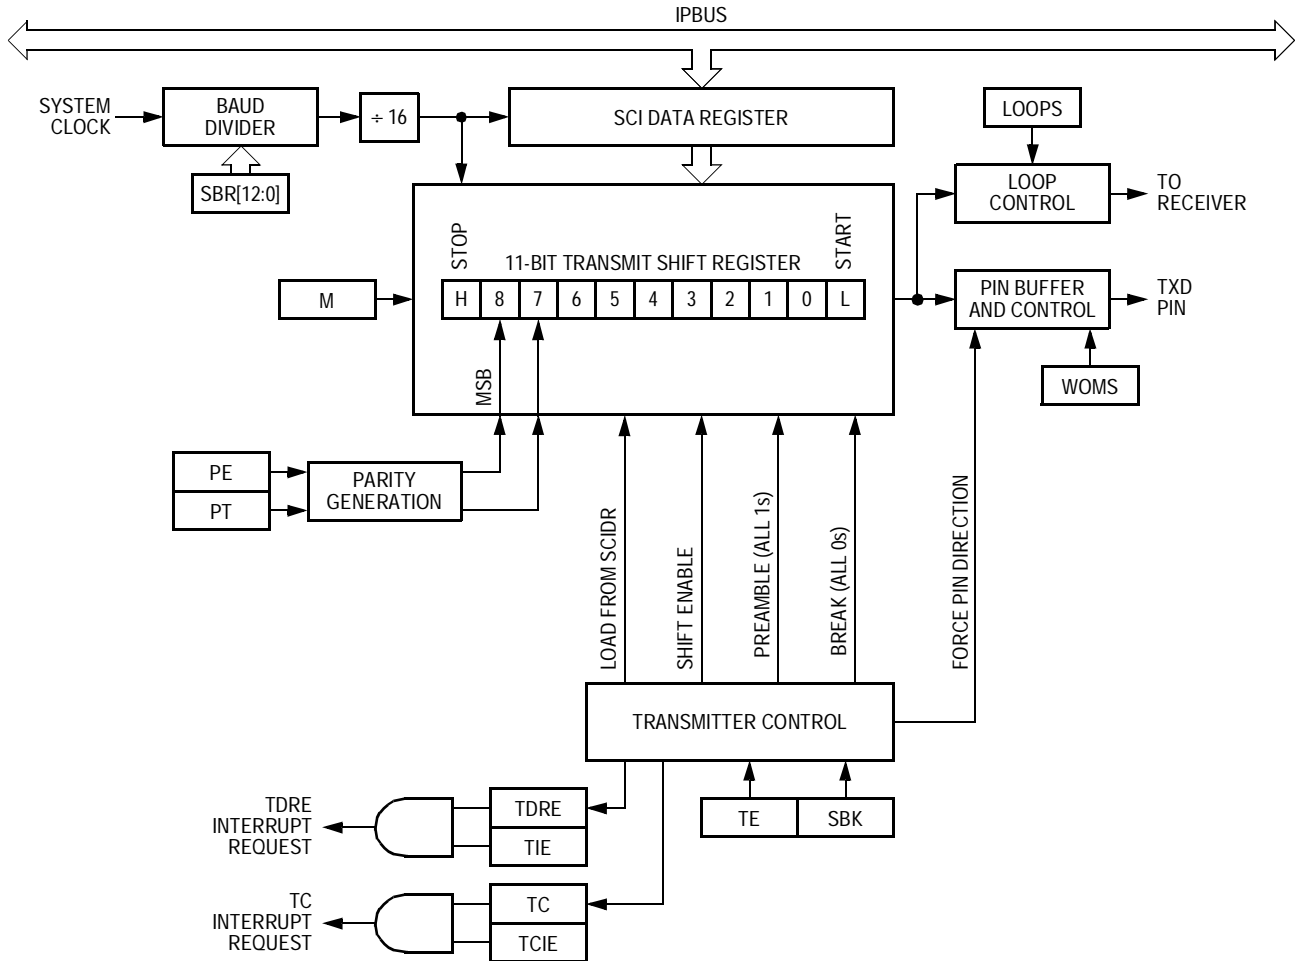 IPBUS
SYSTEM
CLOCK
BAUD
DIVIDER
÷ 16
SCI DATA REGISTER
LOOPS
SBR[12:0]
LOOP
CONTROL
TO
RECEIVER
STOP
11-BIT TRANSMIT SHIFT REGISTER
START
M
H 8 7 6 5 4 3 2 1 0 L
PIN BUFFER
AND CONTROL
TXD
PIN
MSB
WOMS
PE
PT
PARITY
GENERATION
LOAD FROM SCIDR
SHIFT ENABLE
PREAMBLE (ALL 1s)
BREAK (ALL 0s)
FORCE PIN DIRECTION
TRANSMITTER CONTROL
TDRE
INTERRUPT
REQUEST
TDRE
TIE
TE
SBK
TC
INTERRUPT
REQUEST
TC
TCIE